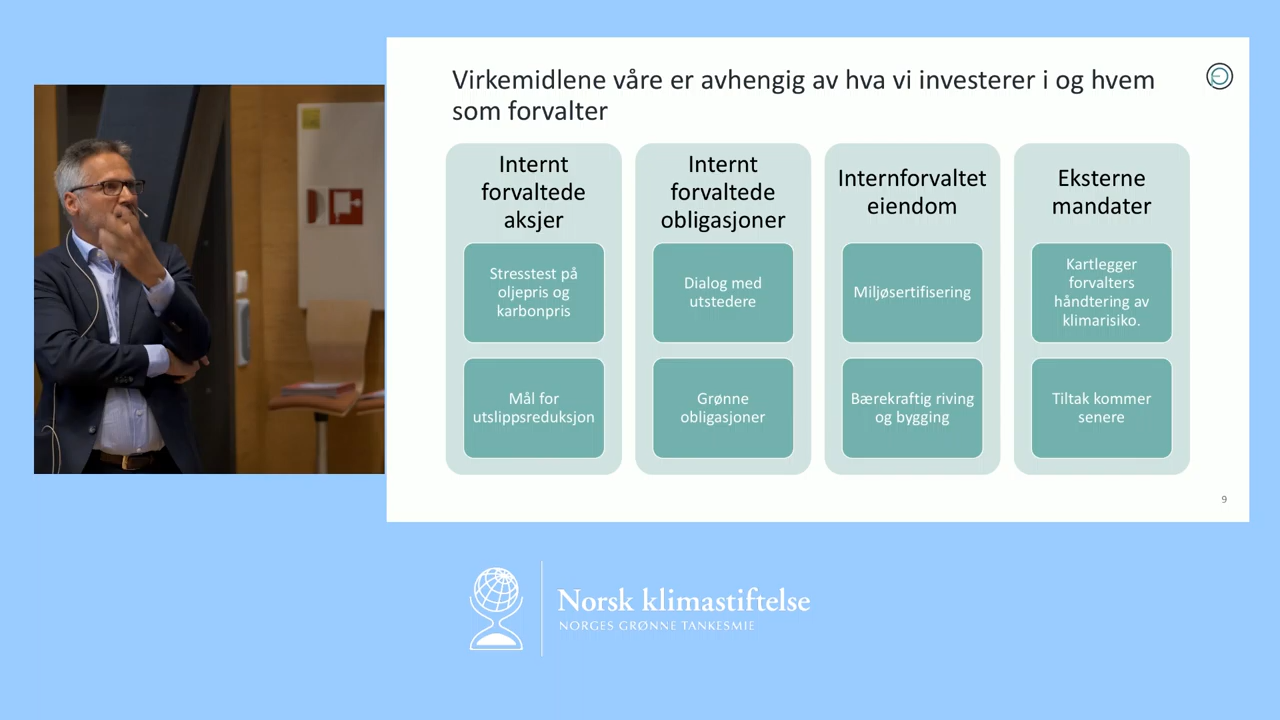 Virkemidlene våre er avhengig av hva vi investerer i og hvem
som forvalter
Internt
forvaltede
aksjer
Stresstest på
oljepris og
karbonpris
Mål for
utslippsreduksjon
Internt
forvaltede
obligasjoner
Dialog med
utstedere
Grønne
obligasjoner
Internforvaltet
eiendom
Miljøsertifisering
Bærekraftig riving
og bygging
Eksterne
mandater
Kartlegger
forvalters
håndtering av
klimarisiko.
Tiltak kommer
senere
9
Norsk klimastiftelse
NORGES GRØNNE TANKESMIE